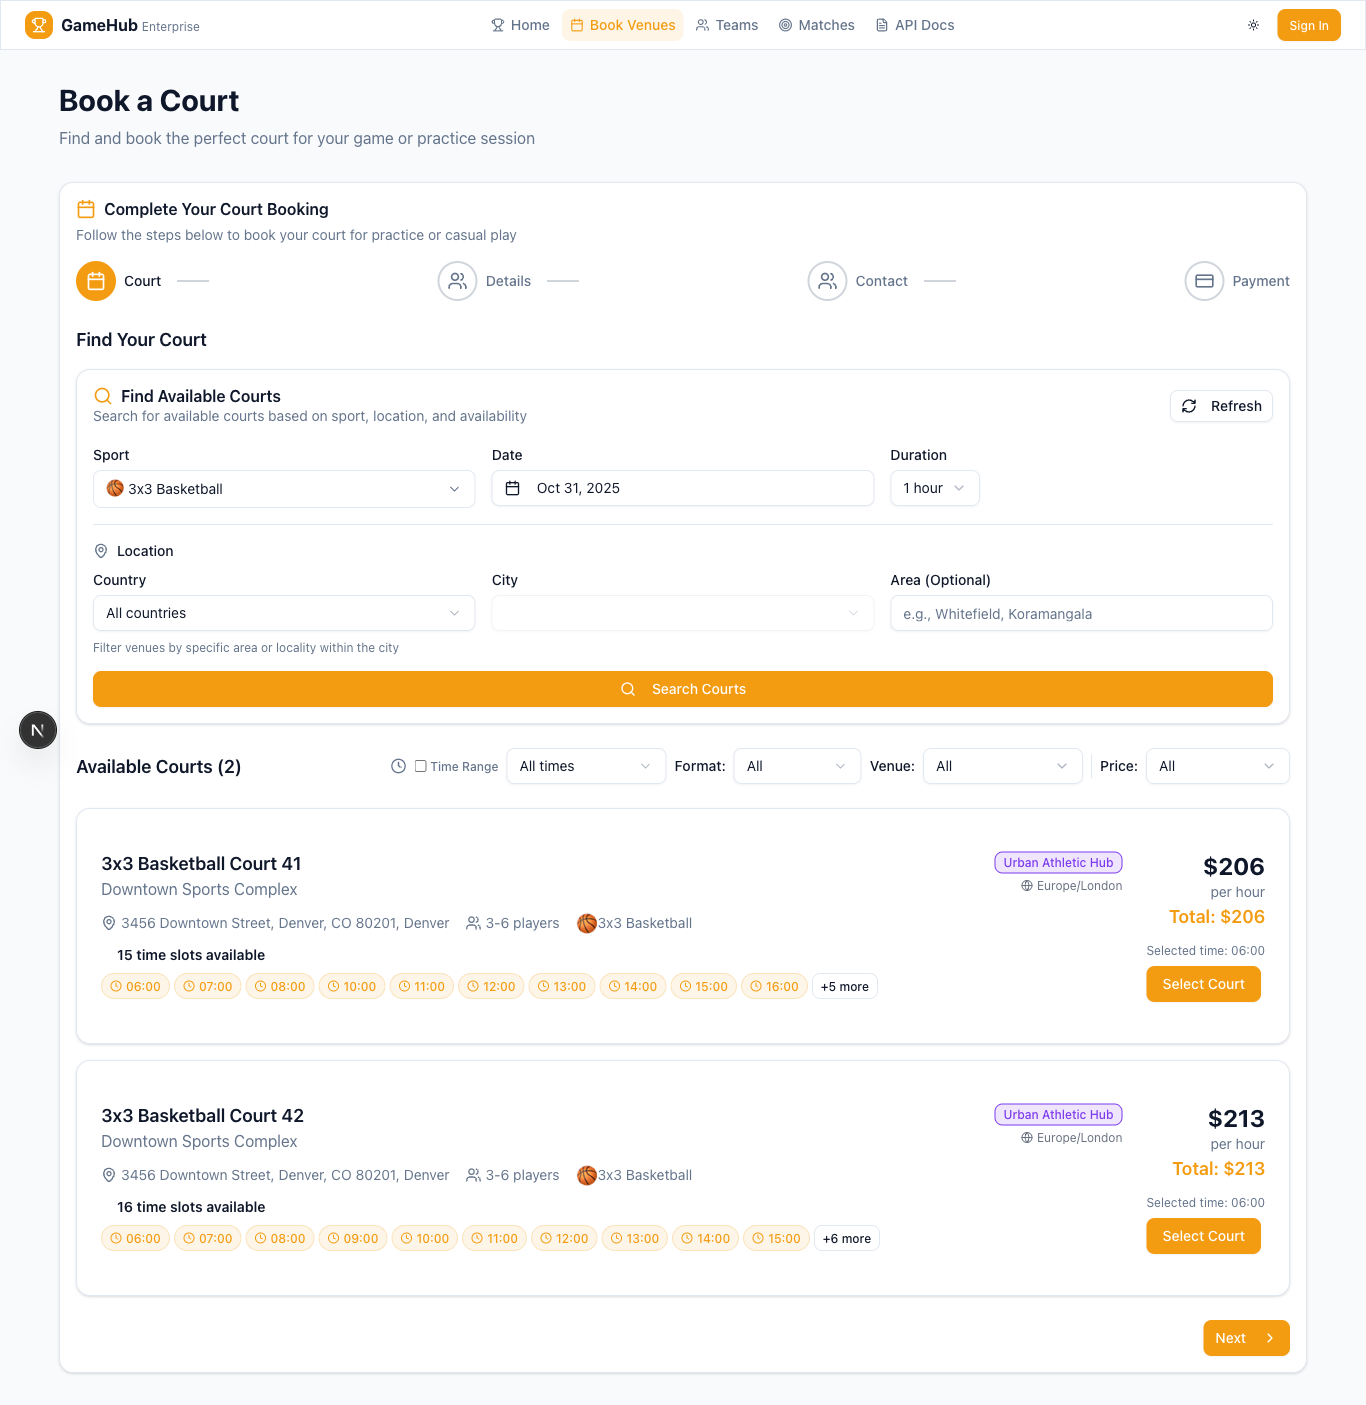 GameHub Enterprise
Home
Book Venues
Teams
Matches
API Docs
Sign In
Book a Court
Find and book the perfect court for your game or practice session
Complete Your Court Booking
Follow the steps below to book your court for practice or casual play
Court
Details
Contact
Payment
Find Your Court
Find Available Courts
Search for available courts based on sport, location, and availability
Refresh
Sport
Date
Duration
3x3 Basketball
Oct 31, 2025
1 hour
Location
Country
City
Area (Optional)
All countries
e.g., Whitefield, Koramangala
Filter venues by specific area or locality within the city
Search Courts
N
Available Courts (2)
Time Range
All times
Format:
All
Venue:
All
Price:
All
3x3 Basketball Court 41
Downtown Sports Complex
3456 Downtown Street, Denver, CO 80201, Denver
3-6 players
3x3 Basketball
15 time slots available
06:00
07:00
08:00
10:00
11:00
12:00
13:00
14:00
15:00
16:00
+5 more
Urban Athletic Hub
Europe/London
$206
per hour
Total: $206
Selected time: 06:00
Select Court
3x3 Basketball Court 42
Downtown Sports Complex
3456 Downtown Street, Denver, CO 80201, Denver
3-6 players
3x3 Basketball
16 time slots available
06:00
07:00
08:00
09:00
10:00
11:00
12:00
13:00
14:00
15:00
+6 more
Urban Athletic Hub
Europe/London
$213
per hour
Total: $213
Selected time: 06:00
Select Court
Next